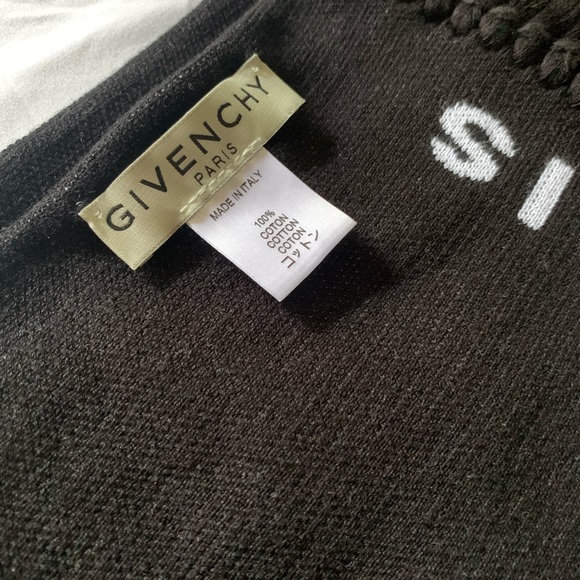 GIVENCHY
PARIS
MADE IN ITALY
100%
COTON
COTTON
COTON
コットン
SI